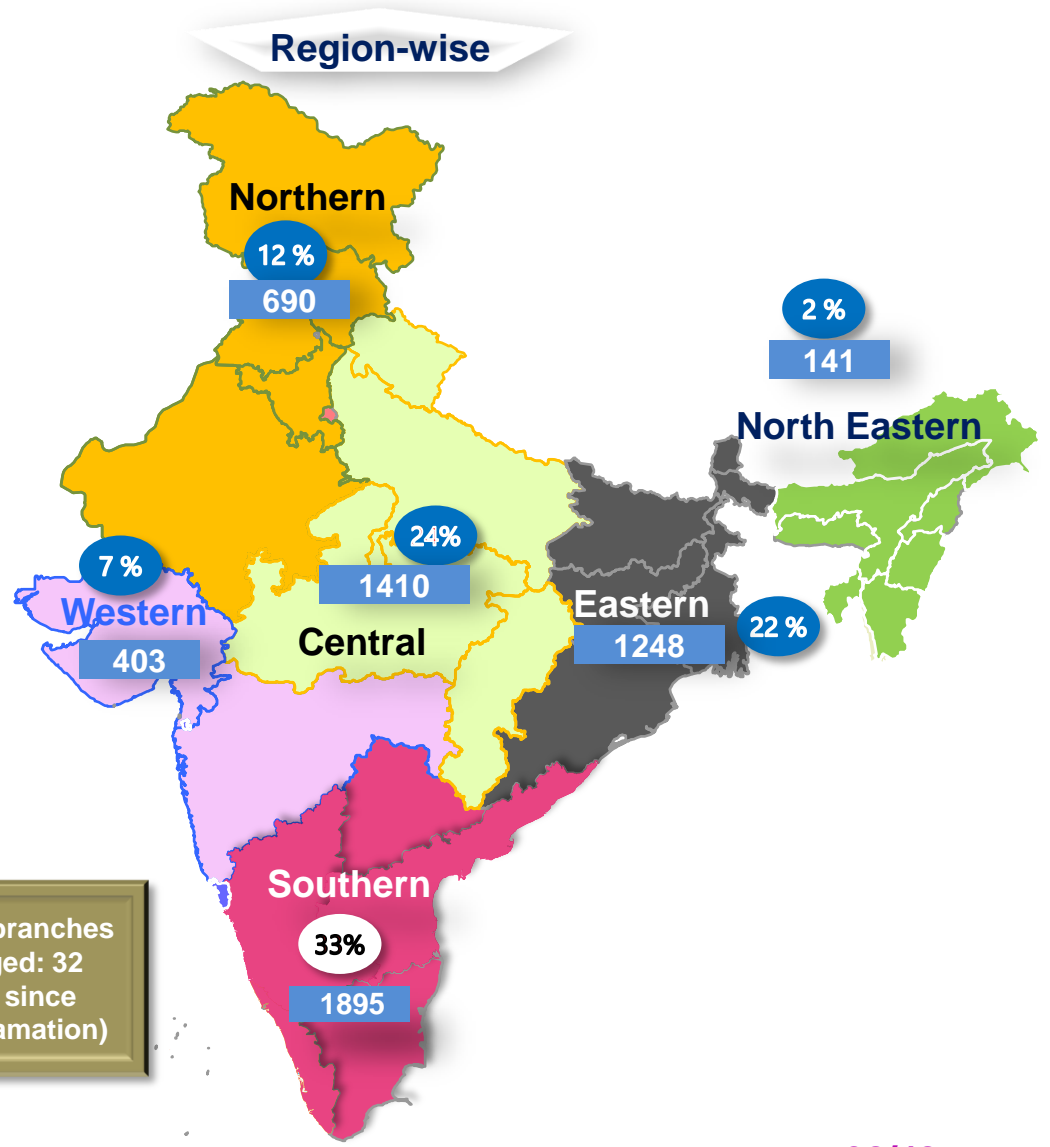 Region-wise
Northern
12 %
690
2 %
141
North Eastern
24%
1410
Central
7 %
Western
403
Eastern
1248
22 %
Southern
33%
1895
ranches
ged: 32
since
amation)